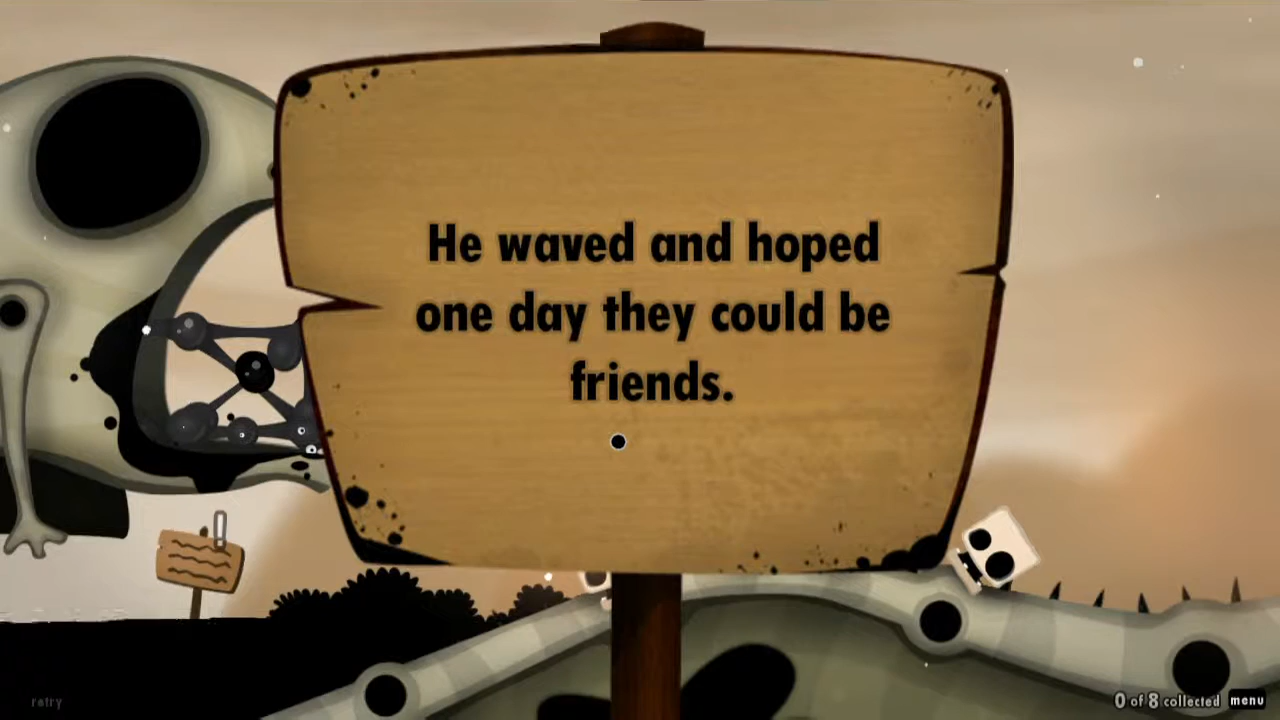 He waved and hoped
one day they could be
friends.
retry
0 of 8 collected menu